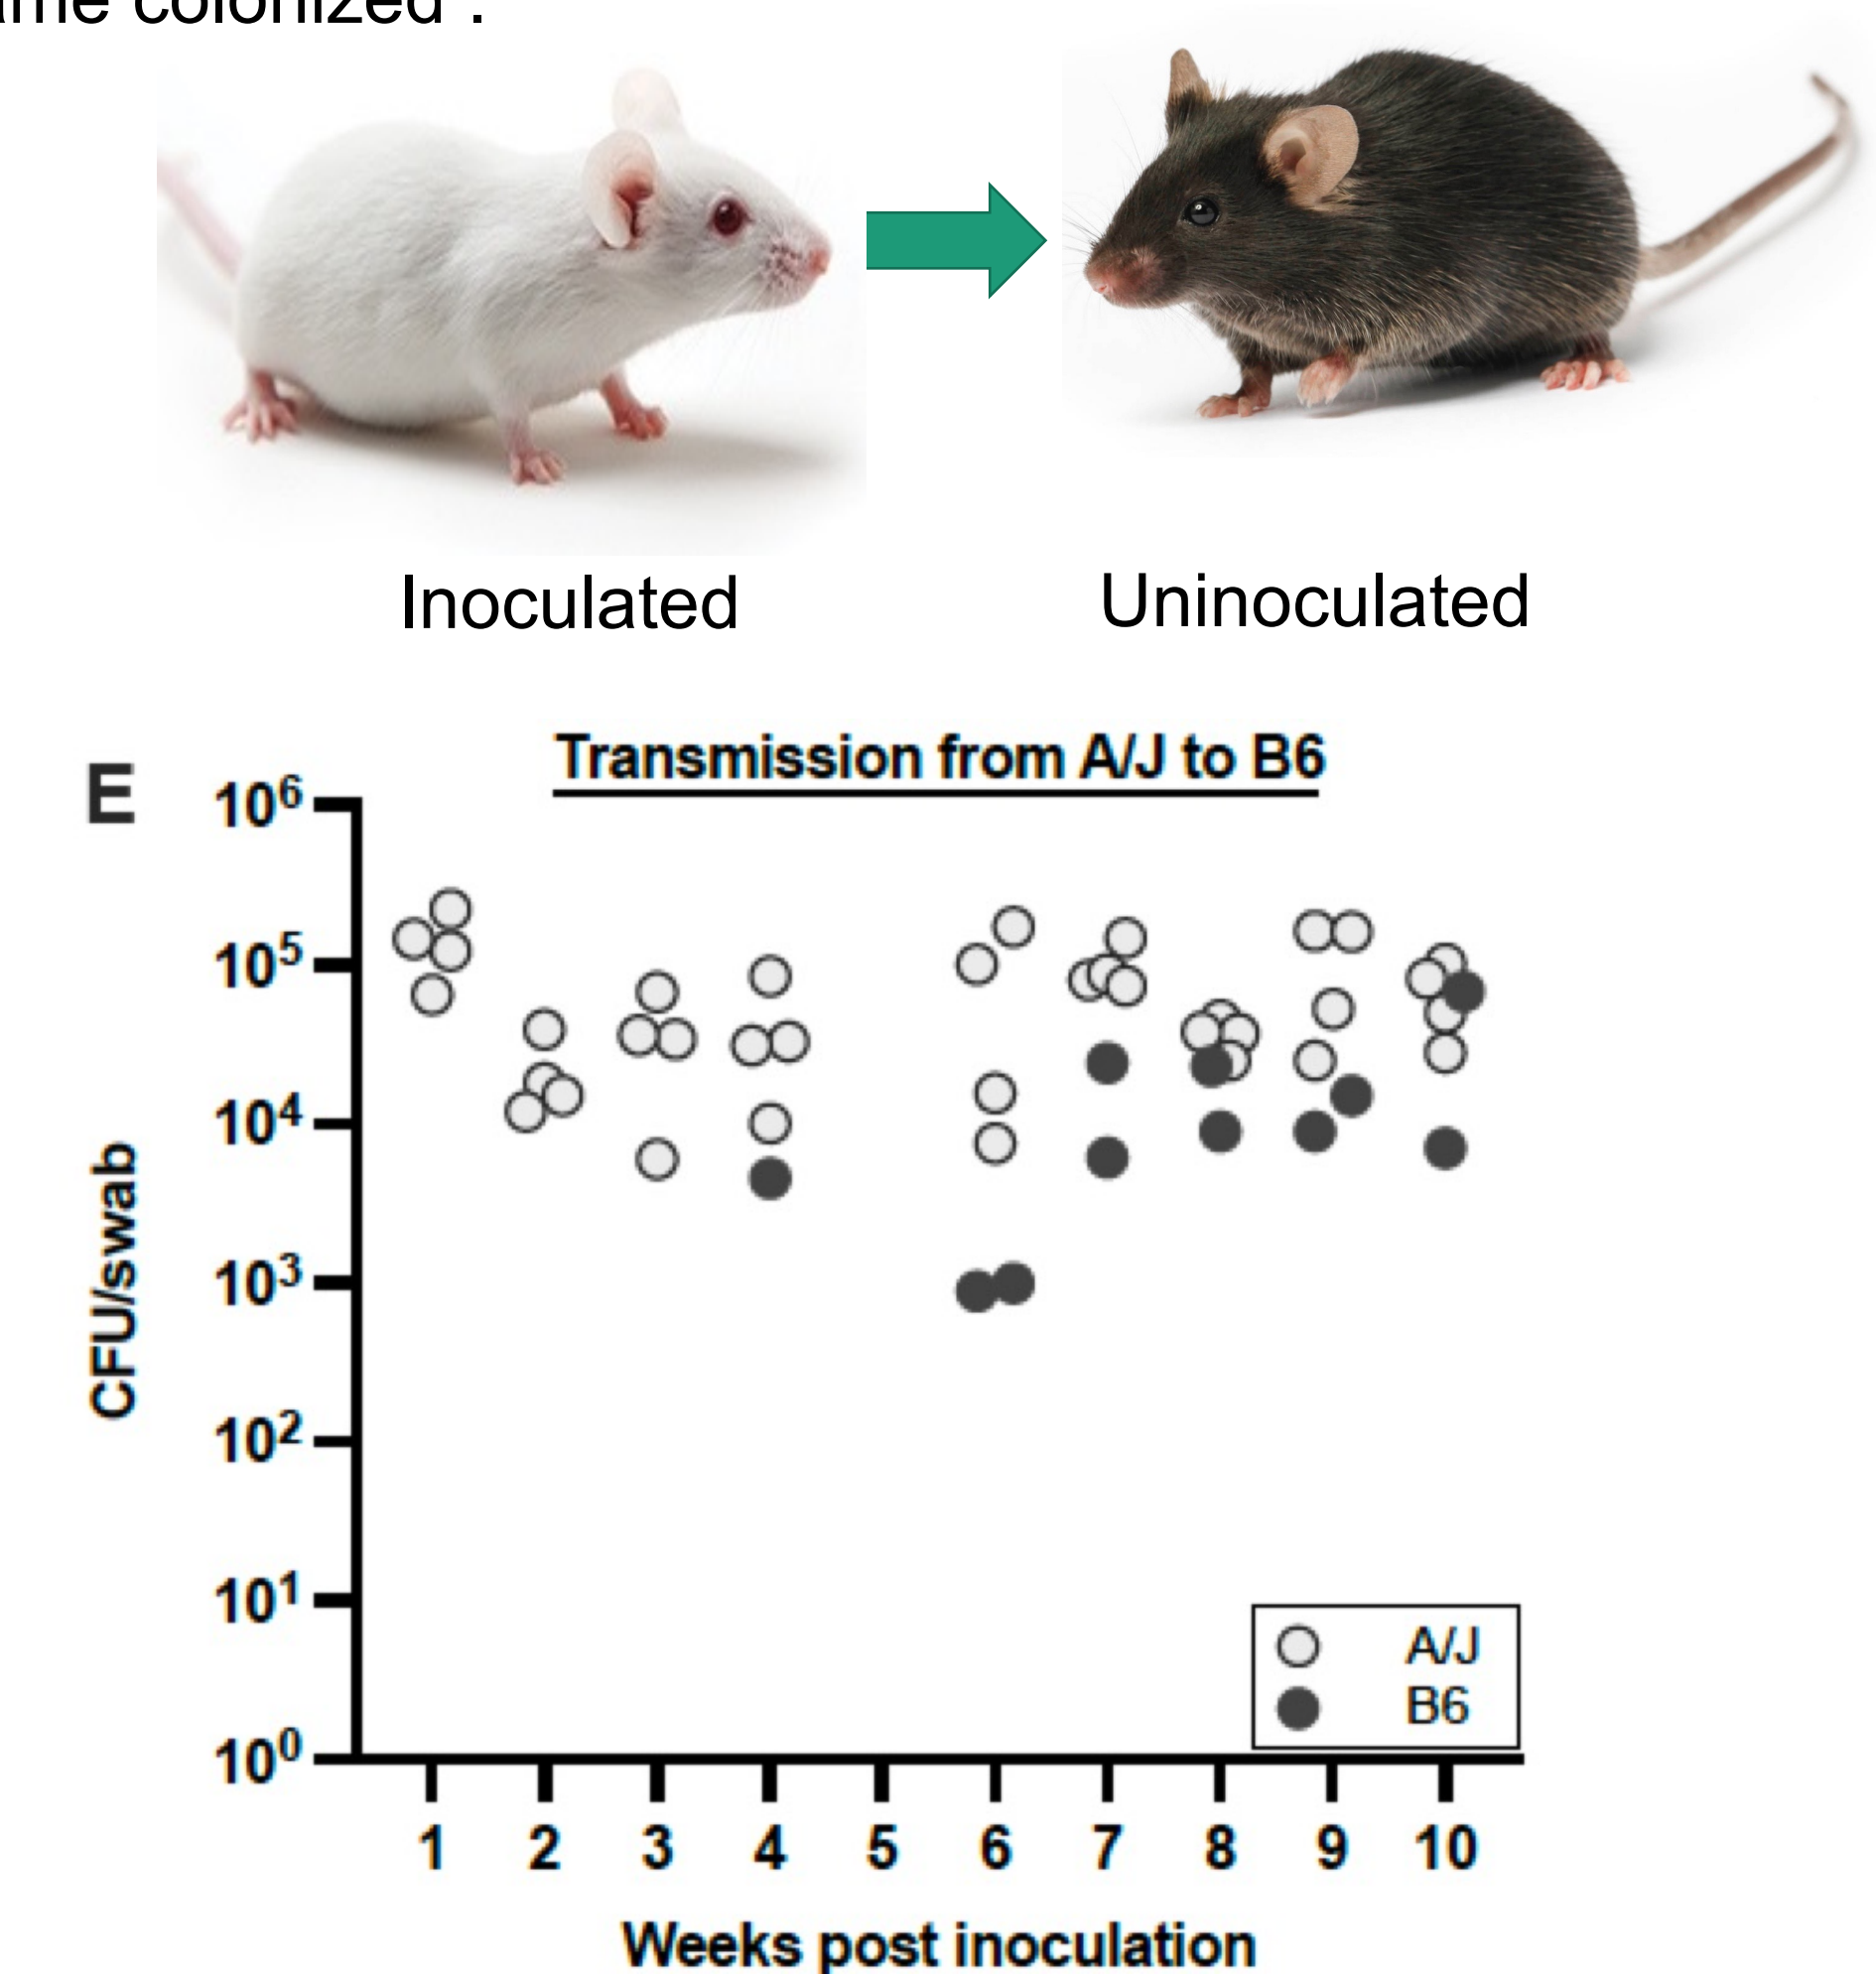 colonized .
Inoculated
Uninoculated
E
Transmission from A/J to B6
10⁶
10⁵
10⁴
10³
10²
10¹
10⁰
CFU/swab
A/J
B6
1 2 3 4 5 6 7 8 9 10
Weeks post inoculation